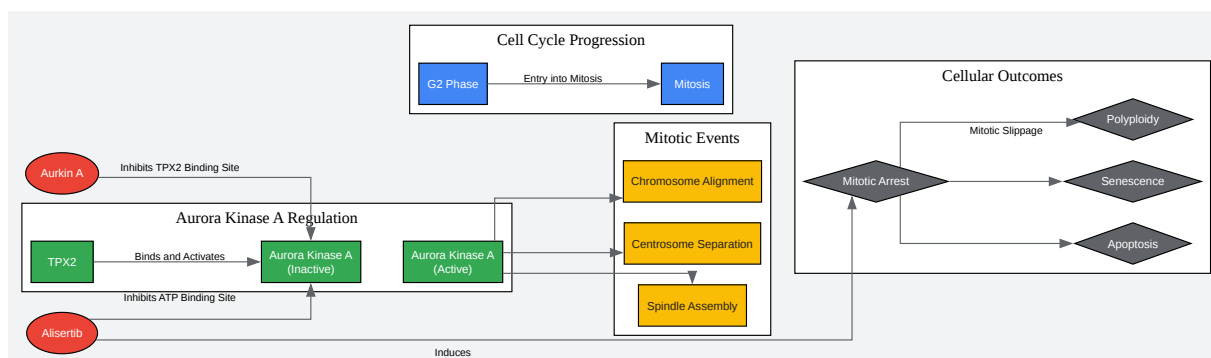 Cell Cycle Progression
G2 Phase
Entry into Mitosis
Mitosis
Cellular Outcomes
Mitotic Arrest
Mitotic Slippage
Polyploidy
Senescence
Apoptosis
Mitotic Events
Chromosome Alignment
Centrosome Separation
Spindle Assembly
Aurkin A
Inhibits TPX2 Binding Site
Aurora Kinase A Regulation
TPX2
Binds and Activates
Aurora Kinase A
(Inactive)
Aurora Kinase A
(Active)
Inhibits ATP Binding Site
Alisertib
Induces